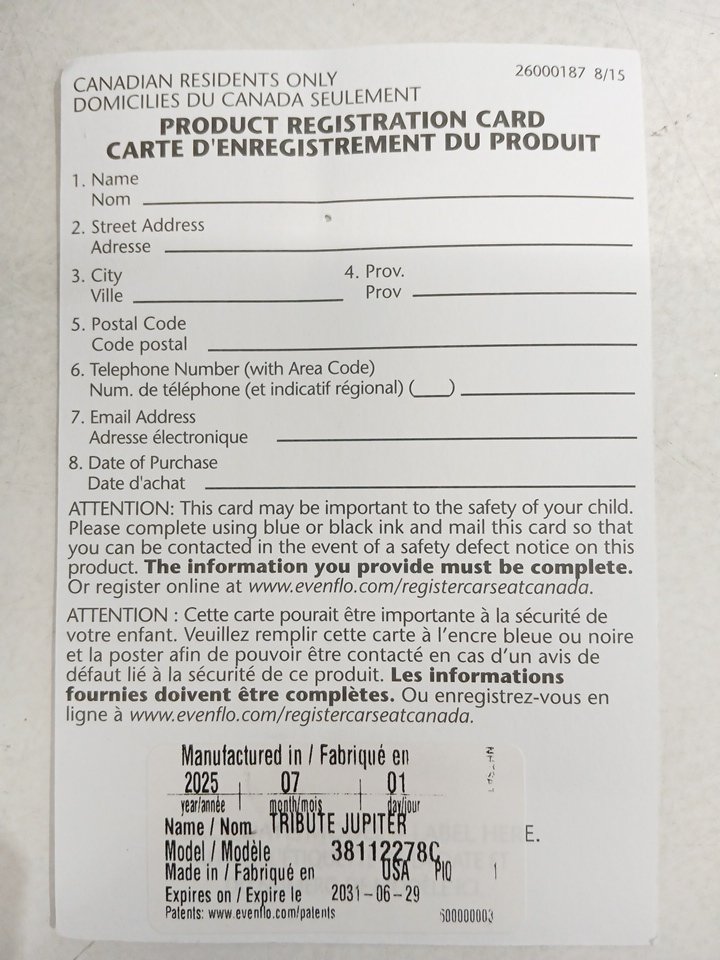 CANADIAN RESIDENTS ONLY
26000187 8/15
DOMICILIES DU CANADA SEULEMENT
PRODUCT REGISTRATION CARD
CARTE D'ENREGISTREMENT DU PRODUIT
1. Name
Nom
2. Street Address
Adresse
3. City
Ville
4. Prov.
Prov
5. Postal Code
Code postal
6. Telephone Number (with Area Code)
Num. de téléphone (et indicatif régional) (___)
7. Email Address
Adresse électronique
8. Date of Purchase
Date d'achat
ATTENTION: This card may be important to the safety of your child.
Please complete using blue or black ink and mail this card so that
you can be contacted in the event of a safety defect notice on this
product. The information you provide must be complete.
Or register online at www.evenflo.com/registercarseatcanada.
ATTENTION : Cette carte pourait être importante à la sécurité de
votre enfant. Veuillez remplir cette carte à l'encre bleue ou noire
et la poster afin de pouvoir être contacté en cas d'un avis de
défaut lié à la sécurité de ce produit. Les informations
fournies doivent être complètes. Ou enregistrez-vous en
ligne à www.evenflo.com/registercarseatcanada.
Manufactured in / Fabriqué en
2025 07 01
year/année month/mois day/jour
Name / Nom TRIBUTE JUPITER
LABEL HERE.
Model / Modèle 38112278C
Made in / Fabriqué en USA PIQ 1
Expires on / Expire le 2031-06-29
Patents: www.evenflo.com/patents